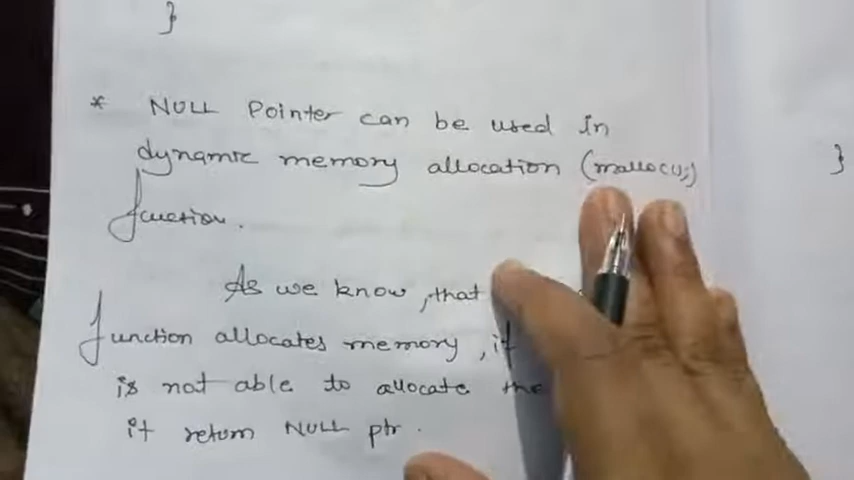 }
* NULL Pointer can be used in
dynamic memory allocation (malloc();)
function.
}
As we know, that
function allocates memory, if
is not able to allocate the
it return NULL ptr.